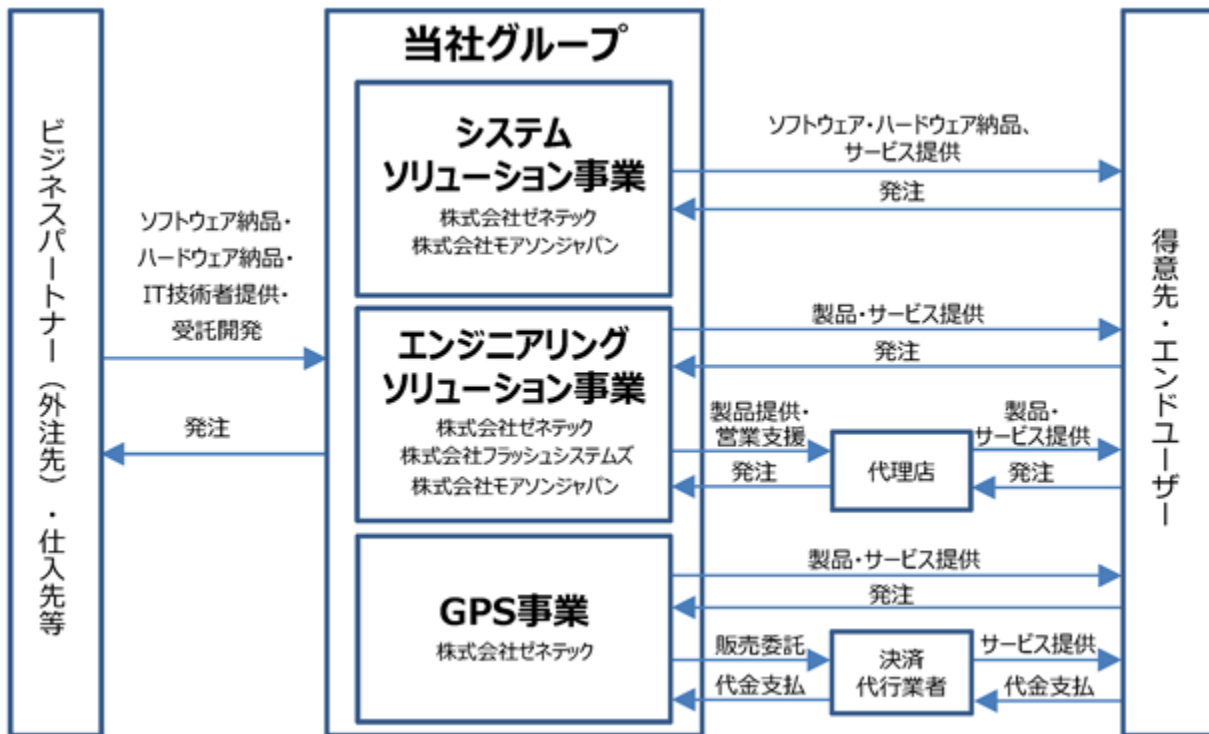 ビジネスパートナー（外注先）・仕入先等
ソフトウェア納品・
ハードウェア納品・
IT技術者提供・
受託開発
発注
当社グループ
システム
ソリューション事業
株式会社ゼネテック
株式会社モアソンジャパン
エンジニアリング
ソリューション事業
株式会社ゼネテック
株式会社フラッシュシステムズ
株式会社モアソンジャパン
GPS事業
株式会社ゼネテック
ソフトウェア・ハードウェア納品、
サービス提供
発注
製品・サービス提供
発注
製品提供・
営業支援
発注
代理店
製品・
サービス提供
発注
製品・サービス提供
発注
販売委託
代金支払
決済
代行業者
サービス提供
代金支払
得意先・エンドユーザー